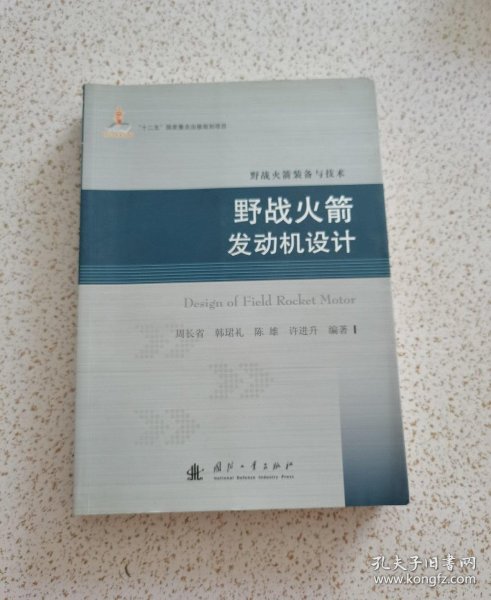 "十二五"国家重点出版规划项目
野战火箭装备与技术
野战火箭
发动机设计
Design of Field Rocket Motor
周长省 韩珺礼 陈雄 许进升 编著
国防工业出版社
National Defense Industry Press
孔夫子旧书网
www.kongfz.com